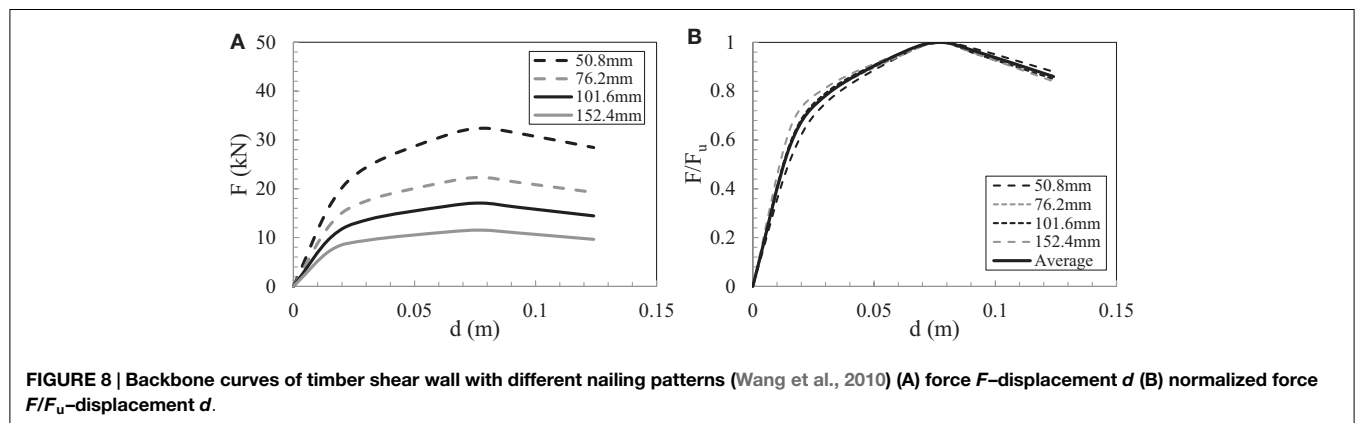 A
50
40
30
20
10
0
F (kN)
50.8mm
76.2mm
101.6mm
152.4mm
0
0.05
0.1
0.15
d (m)
B
1
0.8
0.6
0.4
0.2
0
F/Fu
50.8mm
76.2mm
101.6mm
152.4mm
Average
0
0.05
0.1
0.15
d (m)
FIGURE 8 | Backbone curves of timber shear wall with different nailing patterns (Wang et al., 2010) (A) force F–displacement d (B) normalized force
F/Fu–displacement d.